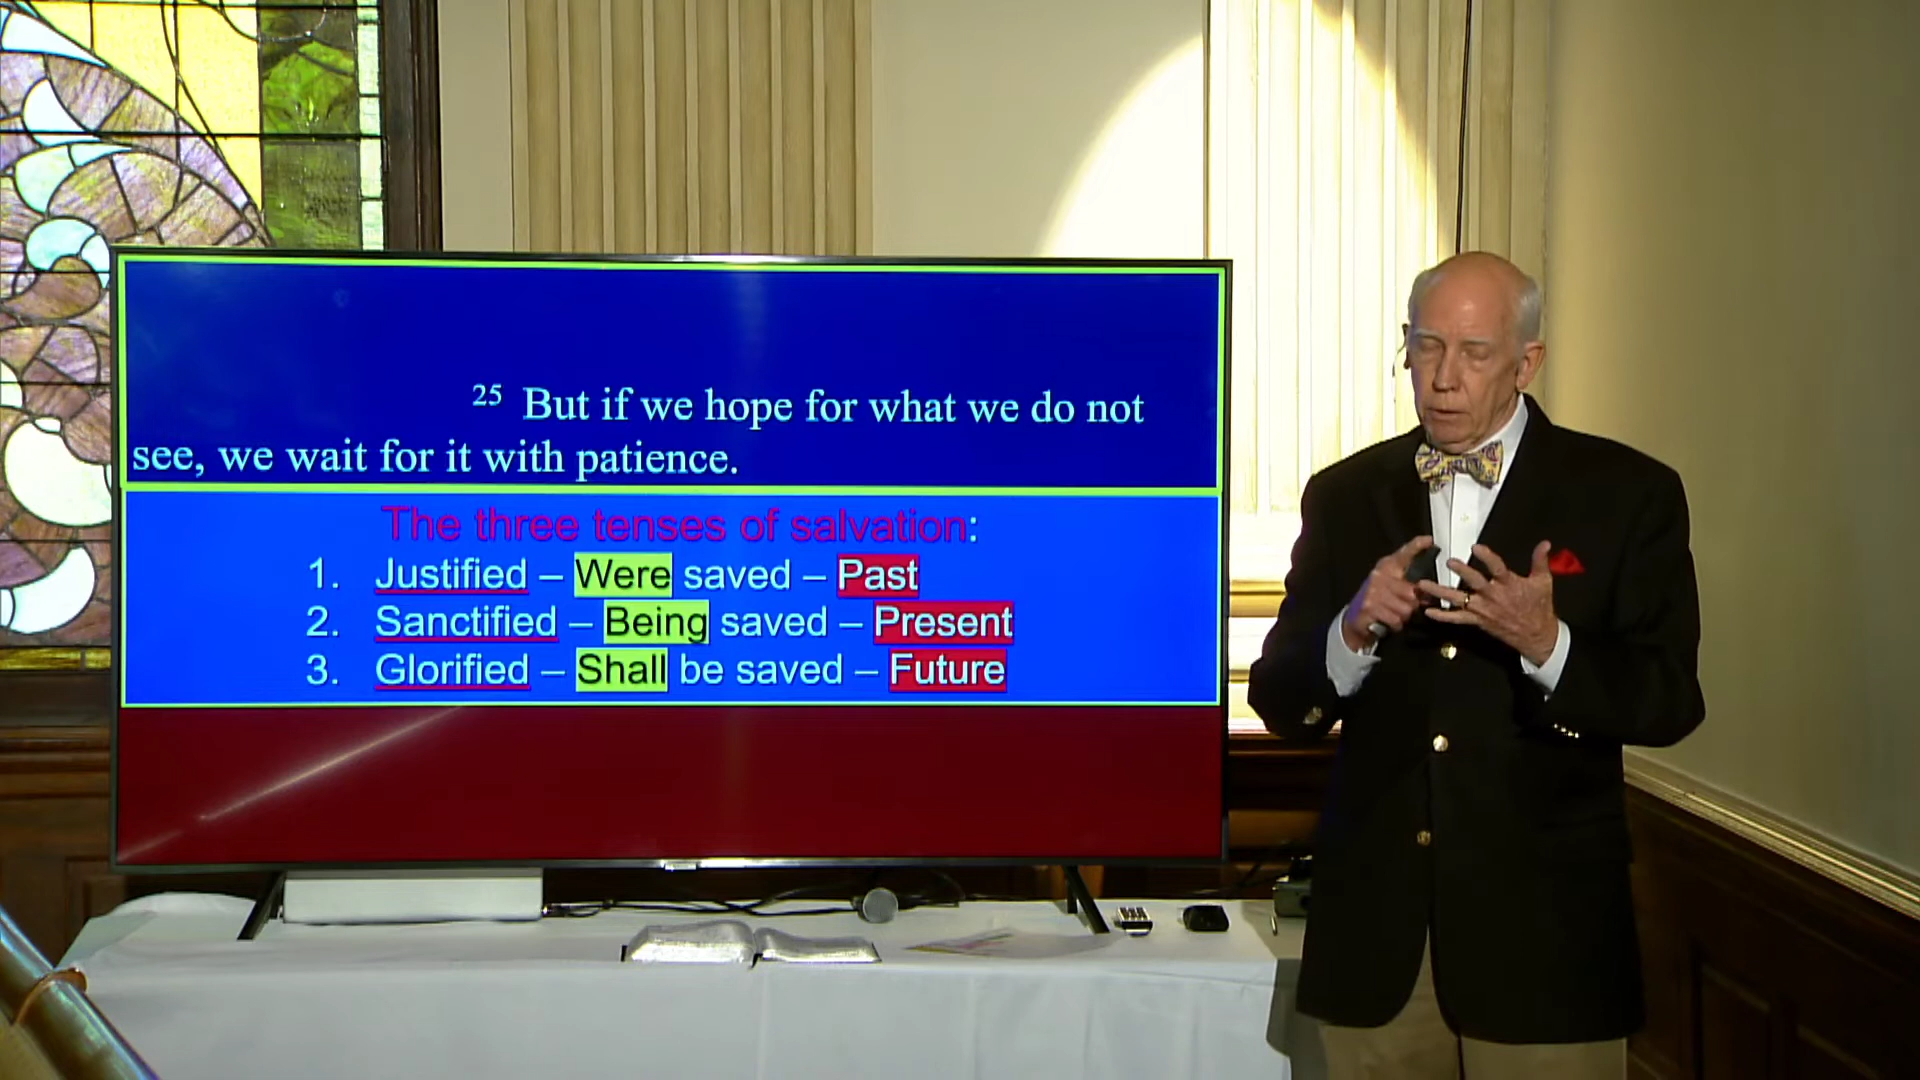 25 But if we hope for what we do not
see, we wait for it with patience.
The three tenses of salvation:
1. Justified – Were saved – Past
2. Sanctified – Being saved – Present
3. Glorified – Shall be saved – Future